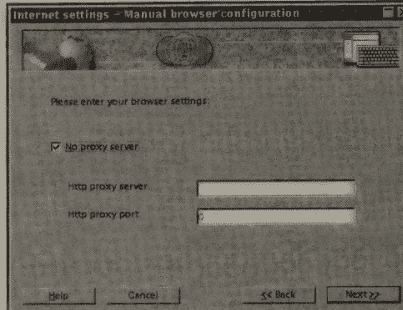 Internet settings - Manual browser configuration
Please enter your browser settings:
No proxy server
Http proxy server
Http proxy port
0
Help Cancel << Back Next >>